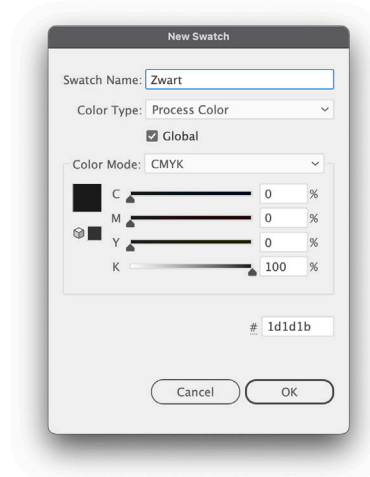 New Swatch
Swatch Name: Zwart
Color Type: Process Color
Global
Color Mode: CMYK
C 0 %
M 0 %
Y 0 %
K 100 %
# 1d1d1b
Cancel OK